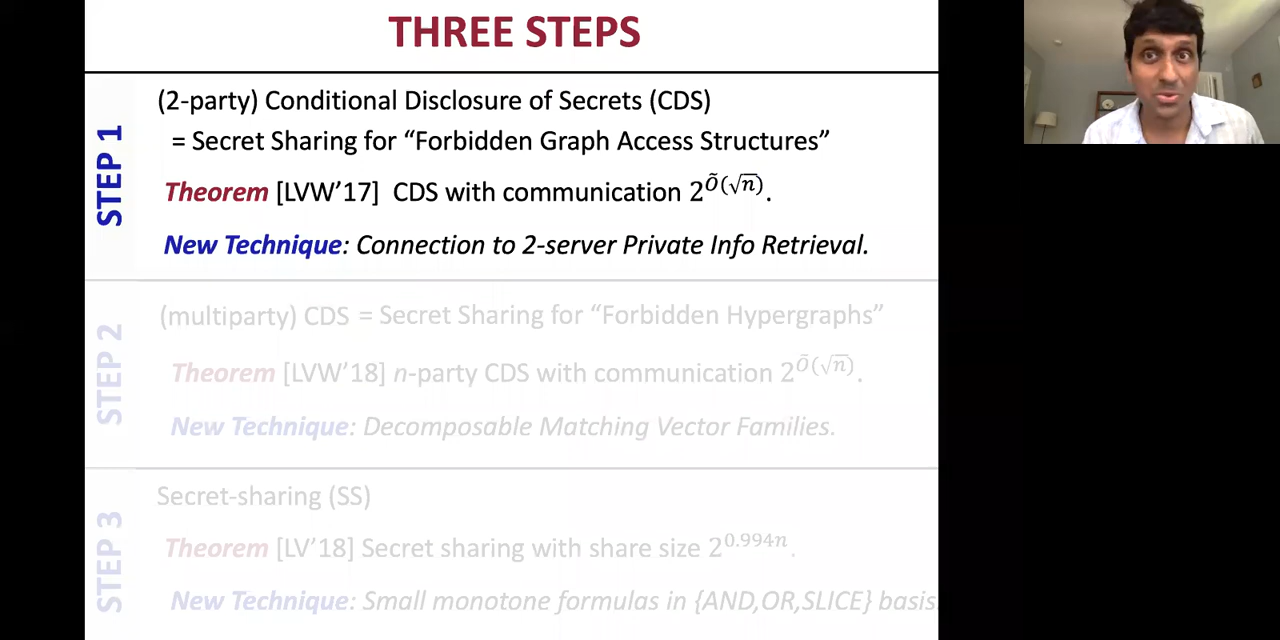 THREE STEPS
STEP 1
(2-party) Conditional Disclosure of Secrets (CDS)
= Secret Sharing for “Forbidden Graph Access Structures”
Theorem [LVW’17] CDS with communication 2^Õ(√n).
New Technique: Connection to 2-server Private Info Retrieval.
STEP 2
(multiparty) CDS = Secret Sharing for “Forbidden Hypergraphs”
Theorem [LVW’18] n-party CDS with communication 2^Õ(√n).
New Technique: Decomposable Matching Vector Families.
STEP 3
Secret-sharing (SS)
Theorem [LV’18] Secret sharing with share size 2^0.994n.
New Technique: Small monotone formulas in {AND,OR,SLICE} basis.